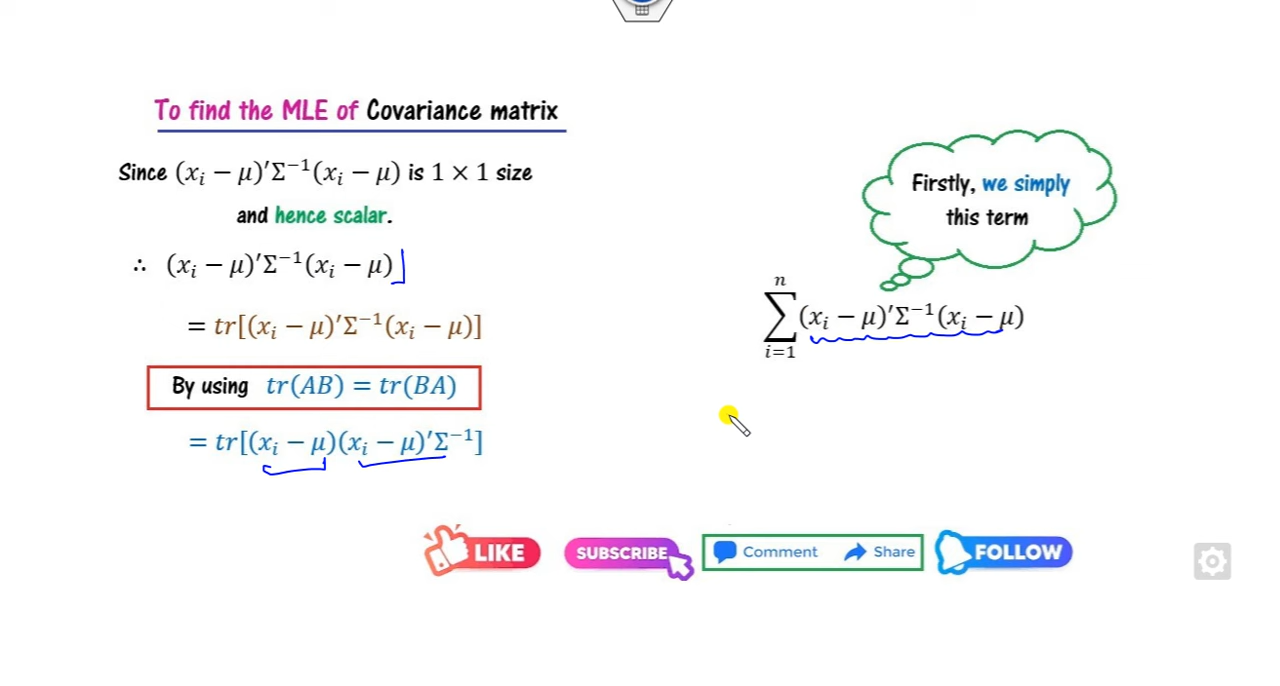 To find the MLE of Covariance matrix
Since (xᵢ − μ)′Σ⁻¹(xᵢ − μ) is 1 × 1 size
and hence scalar.
∴ (xᵢ − μ)′Σ⁻¹(xᵢ − μ)
= tr[(xᵢ − μ)′Σ⁻¹(xᵢ − μ)]
By using tr(AB) = tr(BA)
= tr[(xᵢ − μ)(xᵢ − μ)′Σ⁻¹]
Firstly, we simply
this term
n
∑(xᵢ − μ)′Σ⁻¹(xᵢ − μ)
i=1
LIKE SUBSCRIBE Comment Share FOLLOW